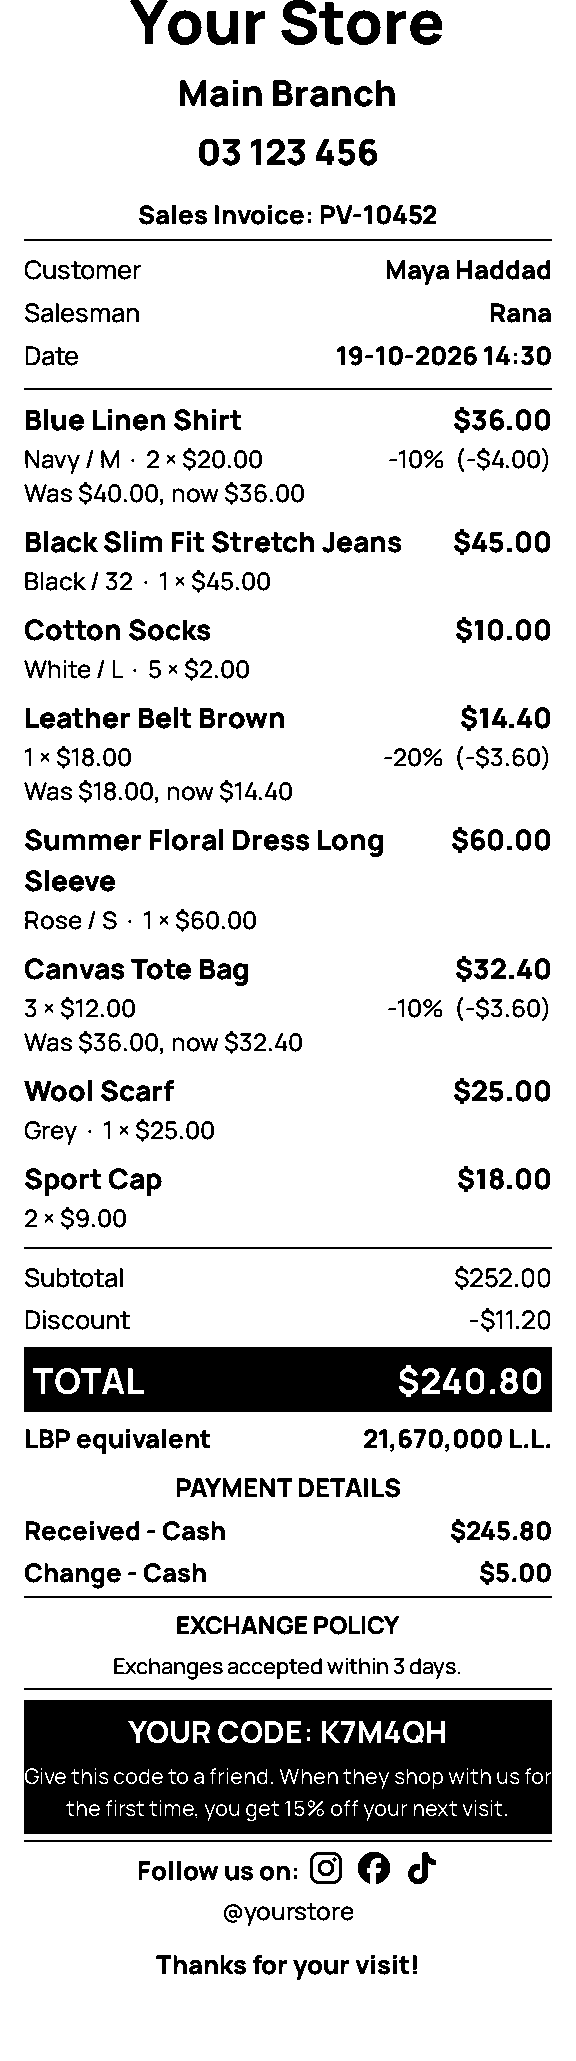 Your Store
Main Branch
03 123 456
Sales Invoice: PV-10452
Customer Maya Haddad
Salesman Rana
Date 19-10-2026 14:30
Blue Linen Shirt $36.00
Navy / M · 2 × $20.00 -10% (-$4.00)
Was $40.00, now $36.00
Black Slim Fit Stretch Jeans $45.00
Black / 32 · 1 × $45.00
Cotton Socks $10.00
White / L · 5 × $2.00
Leather Belt Brown $14.40
1 × $18.00 -20% (-$3.60)
Was $18.00, now $14.40
Summer Floral Dress Long $60.00
Sleeve
Rose / S · 1 × $60.00
Canvas Tote Bag $32.40
3 × $12.00 -10% (-$3.60)
Was $36.00, now $32.40
Wool Scarf $25.00
Grey · 1 × $25.00
Sport Cap $18.00
2 × $9.00
Subtotal $252.00
Discount -$11.20
TOTAL $240.80
LBP equivalent 21,670,000 L.L.
PAYMENT DETAILS
Received - Cash $245.80
Change - Cash $5.00
EXCHANGE POLICY
Exchanges accepted within 3 days.
YOUR CODE: K7M4QH
Give this code to a friend. When they shop with us for
the first time, you get 15% off your next visit.
Follow us on:
@yourstore
Thanks for your visit!